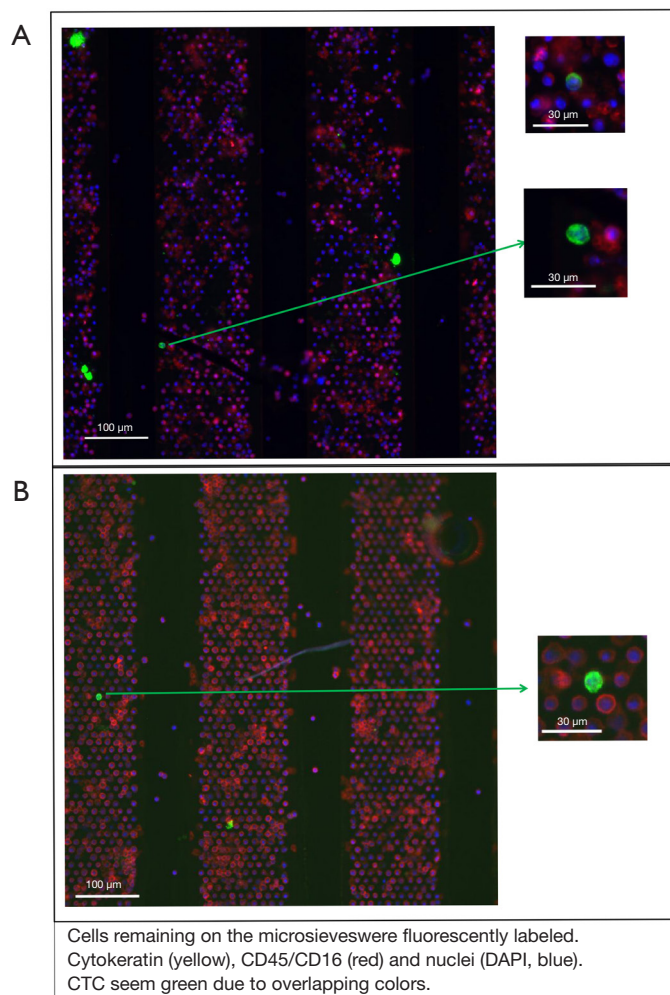 A
30 µm
30 µm
100 µm
B
30 µm
100 µm
Cells remaining on the microsieveswere fluorescently labeled.
Cytokeratin (yellow), CD45/CD16 (red) and nuclei (DAPI, blue).
CTC seem green due to overlapping colors.